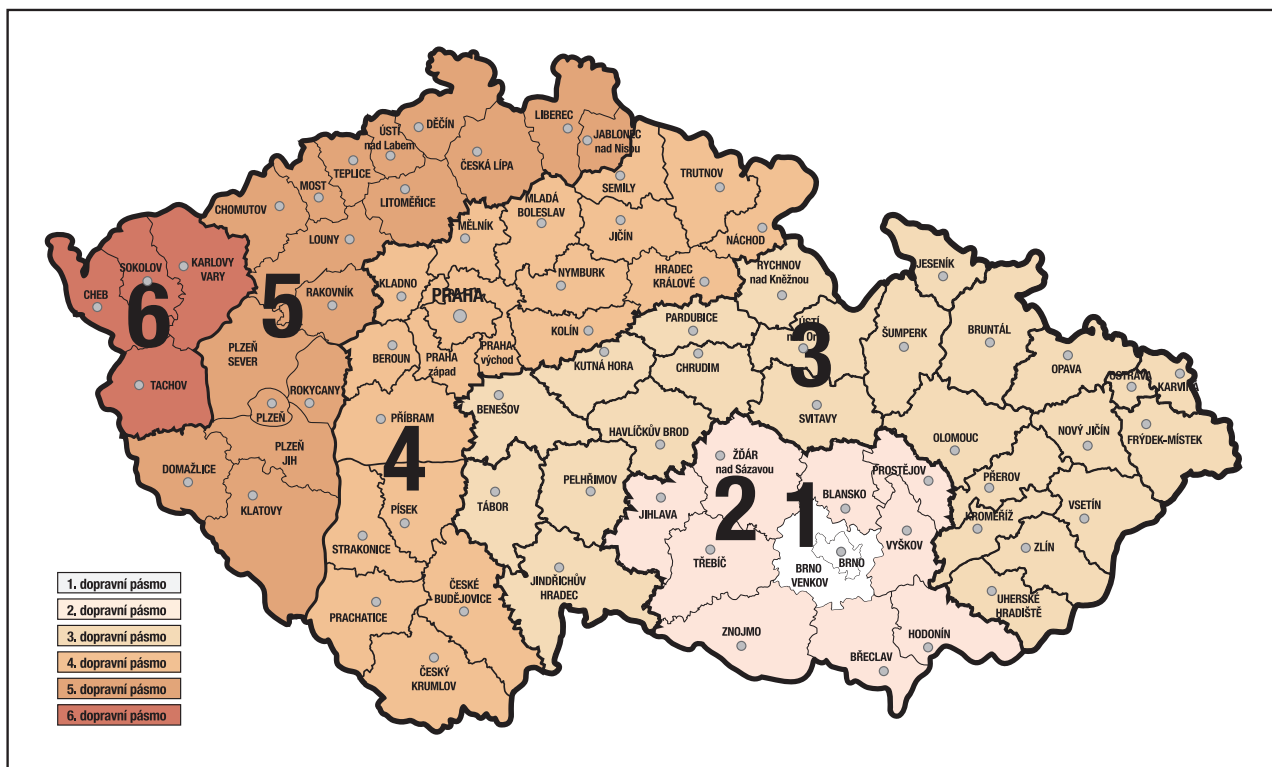 DĚČÍN
ÚSTÍ
nad Labem
LIBEREC
JABLONEC
nad Nisou
TEPLICE
ČESKÁ LÍPA
MOST
LITOMĚŘICE
CHOMUTOV
LOUNY
SEMILY
TRUTNOV
MLADÁ
BOLESLAV
MĚLNÍK
JIČÍN
NÁCHOD
KARLOVY
VARY
SOKOLOV
CHEB
6
5
RAKOVNÍK
KLADNO
PRAHA
NYMBURK
HRADEC
KRÁLOVÉ
RYCHNOV
nad Kněžnou
JESENÍK
PLZEŇ
SEVER
BEROUN
PRAHA
západ
PRAHA
východ
KOLÍN
KUTNÁ HORA
PARDUBICE
CHRUDIM
ÚSTÍ
nad Orlicí
3
ŠUMPERK
BRUNTÁL
OPAVA
OSTRAVA
KARVINÁ
TACHOV
ROKYCANY
PLZEŇ
PŘÍBRAM
BENEŠOV
SVITAVY
HAVLÍČKŮV BROD
OLOMOUC
NOVÝ JIČÍN
FRÝDEK-MÍSTEK
4
DOMAŽLICE
PLZEŇ
JIH
KLATOVY
PÍSEK
TÁBOR
PELHŘIMOV
ŽĎÁR
nad Sázavou
2
1
JIHLAVA
BLANSKO
PROSTĚJOV
PŘEROV
KROMĚŘÍŽ
VSETÍN
STRAKONICE
TŘEBÍČ
BRNO
VENKOV
BRNO
VYŠKOV
ZLÍN
JINDŘICHŮV
HRADEC
ČESKÉ
BUDĚJOVICE
PRACHATICE
UHERSKÉ
HRADIŠTĚ
ZNOJMO
HODONÍN
BŘECLAV
ČESKÝ
KRUMLOV
1. dopravní pásmo
2. dopravní pásmo
3. dopravní pásmo
4. dopravní pásmo
5. dopravní pásmo
6. dopravní pásmo